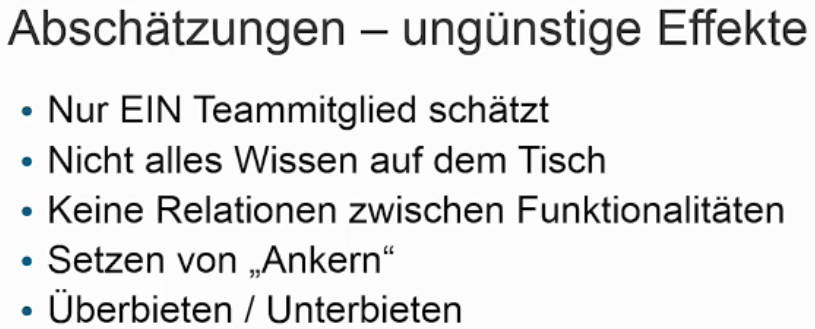 Abschätzungen – ungünstige Effekte
• Nur EIN Teammitglied schätzt
• Nicht alles Wissen auf dem Tisch
• Keine Relationen zwischen Funktionalitäten
• Setzen von „Ankern“
• Überbieten / Unterbieten